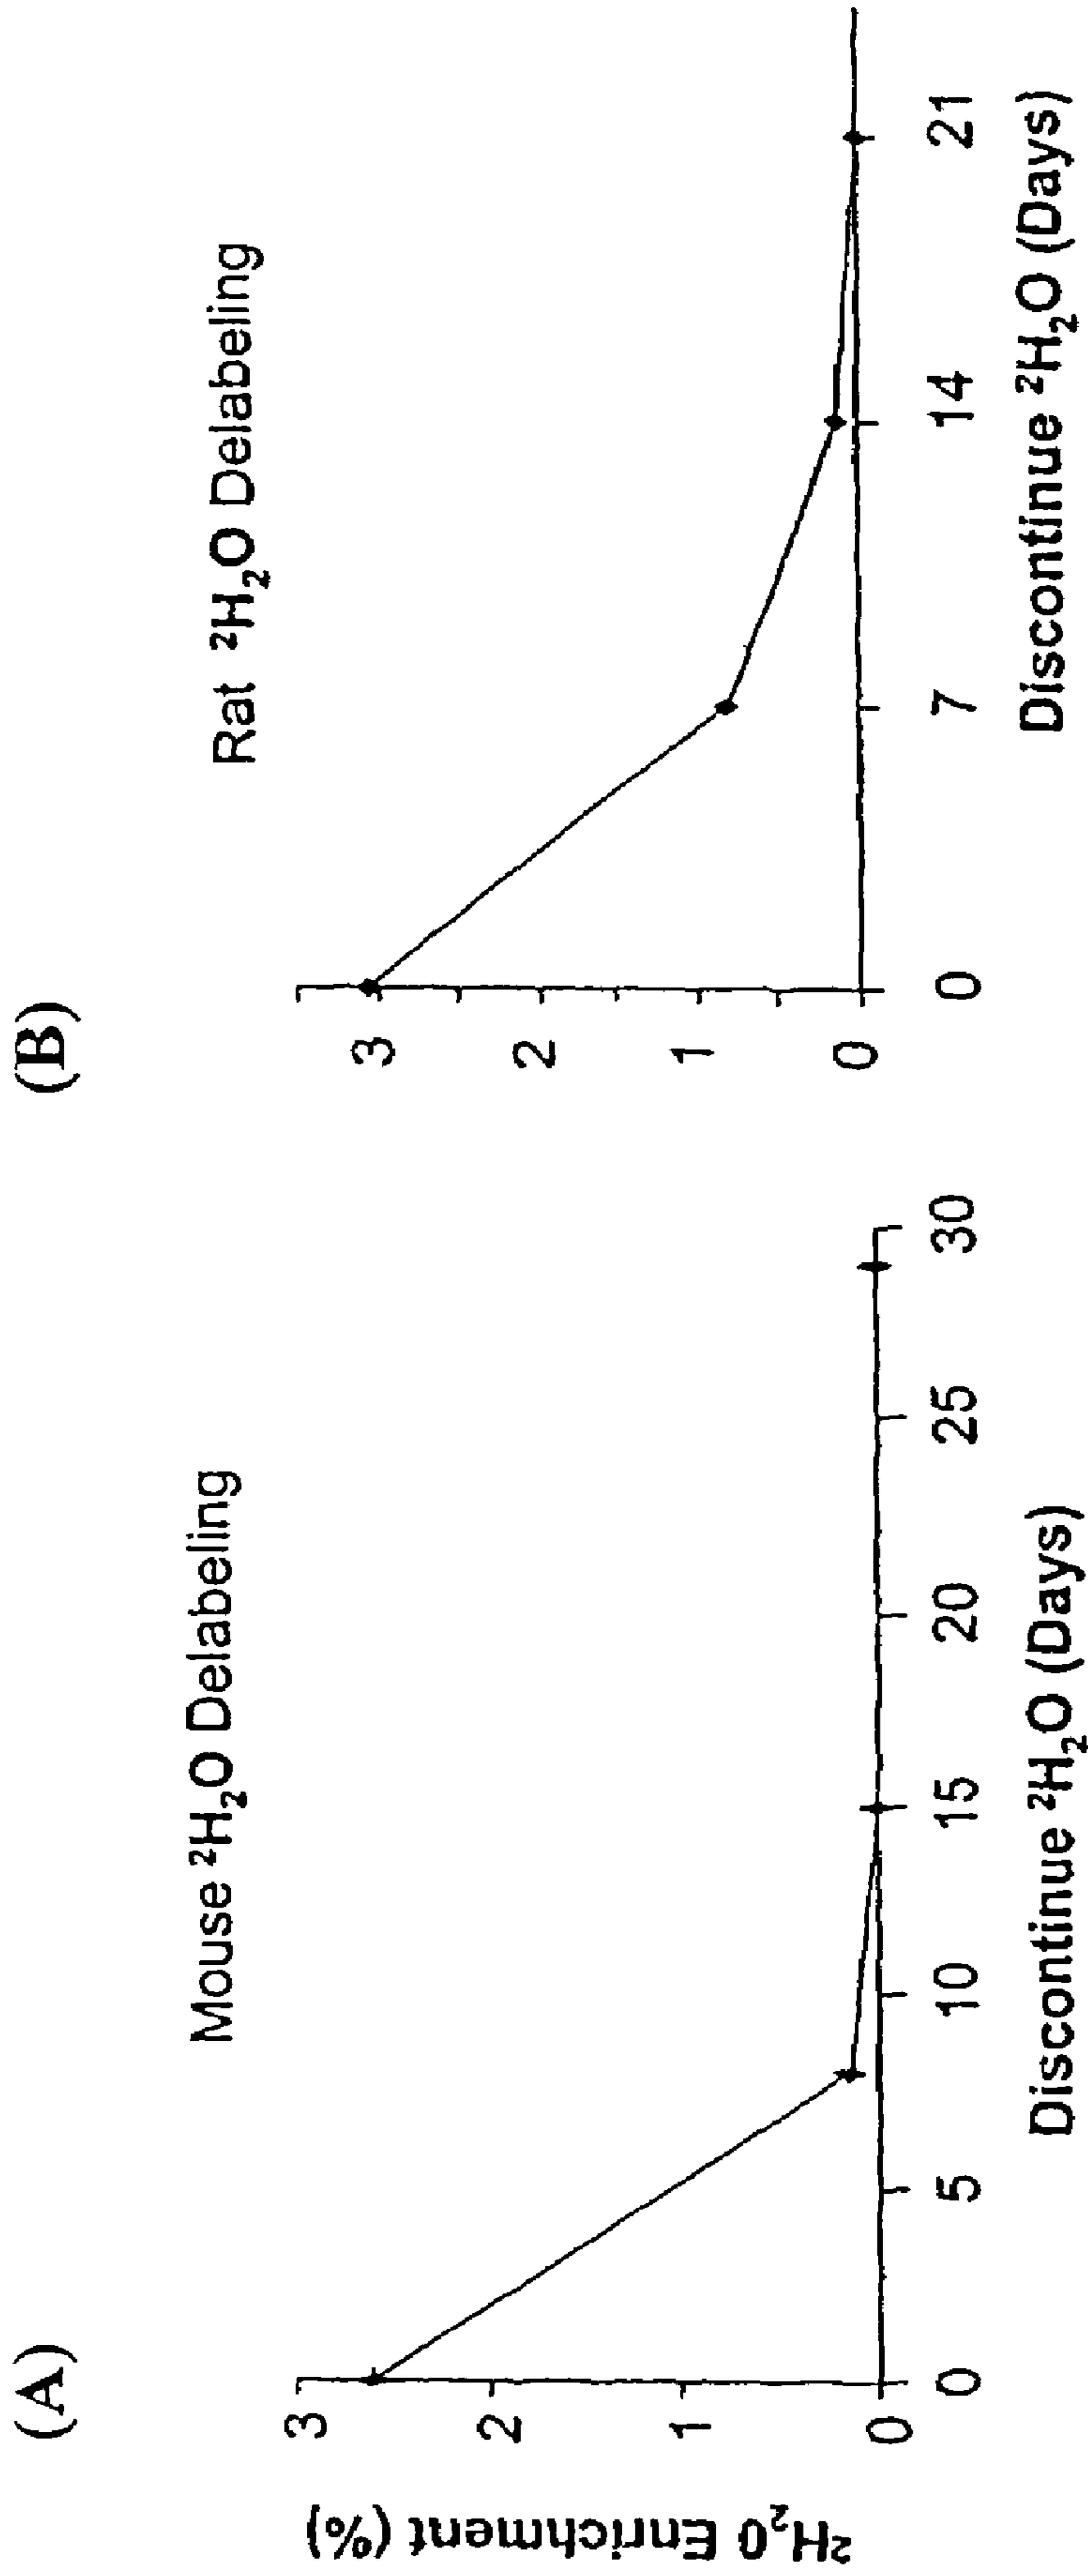 (A)
Mouse ²H₂O Delabeling
²H₂0 Enrichment (%)
3
2
1
0
0 5 10 15 20 25 30
Discontinue ²H₂O (Days)
(B)
Rat ²H₂O Delabeling
3
2
1
0
0 7 14 21
Discontinue ²H₂O (Days)